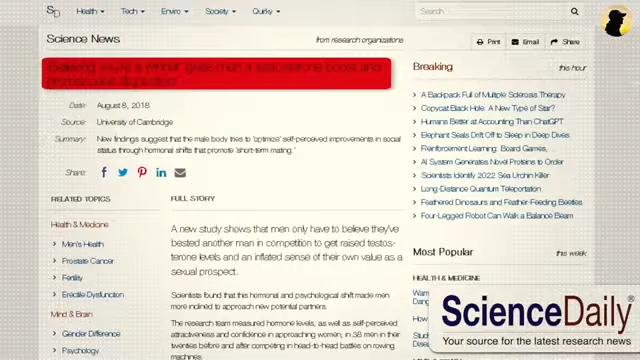 SD
Health
Tech
Enviro
Society
Quirky
Search
Science News
from research organizations
Print
Email
Share
Believing you're a winner gives men a testosterone boost and
promiscuous disposition
Date: August 8, 2018
Source: University of Cambridge
Summary: New findings suggest that the male body tries to 'optimize' self-perceived improvements in social
status through hormonal shifts that promote 'short-term mating.'
Share:
RELATED TOPICS
Health & Medicine
Men's Health
Prostate Cancer
Fertility
Erectile Dysfunction
Mind & Brain
Gender Difference
Psychology
FULL STORY
A new study shows that men only have to believe they've
bested another man in competition to get raised testos-
terone levels and an inflated sense of their own value as a
sexual prospect.
Scientists found that this hormonal and psychological shift made men
more inclined to approach new potential partners.
The research team measured hormone levels, as well as self-perceived
attractiveness and confidence in approaching women, in 38 men in their
twenties before and after competing in head-to-head battles on rowing
machines.
Breaking
this hour
A Backpack Full of Multiple Sclerosis Therapy
Copycat Black Hole: A New Type of Star?
Humans Better at Accounting Than ChatGPT
Elephant Seals Drift Off to Sleep in Deep Dives
Reinforcement Learning: Board Games, ...
AI System Generates Novel Proteins to Order
Scientists Identify 2022 Sea Urchin Killer
Long-Distance Quantum Teleportation
Feathered Dinosaurs and Feather-Feeding Beetles
Four-Legged Robot Can Walk a Balance Beam
Most Popular
this week
HEALTH & MEDICINE
ScienceDaily®
Your source for the latest research news